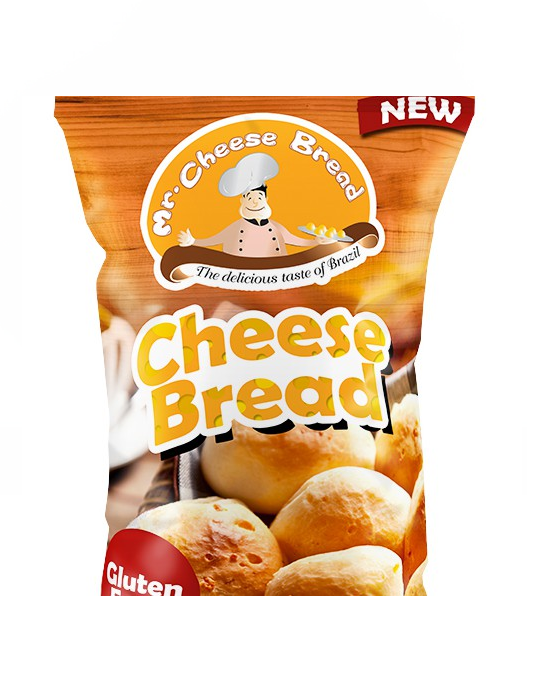 NEW
Mr. Cheese Bread
The delicious taste of Brazil
Cheese
Bread
Gluten